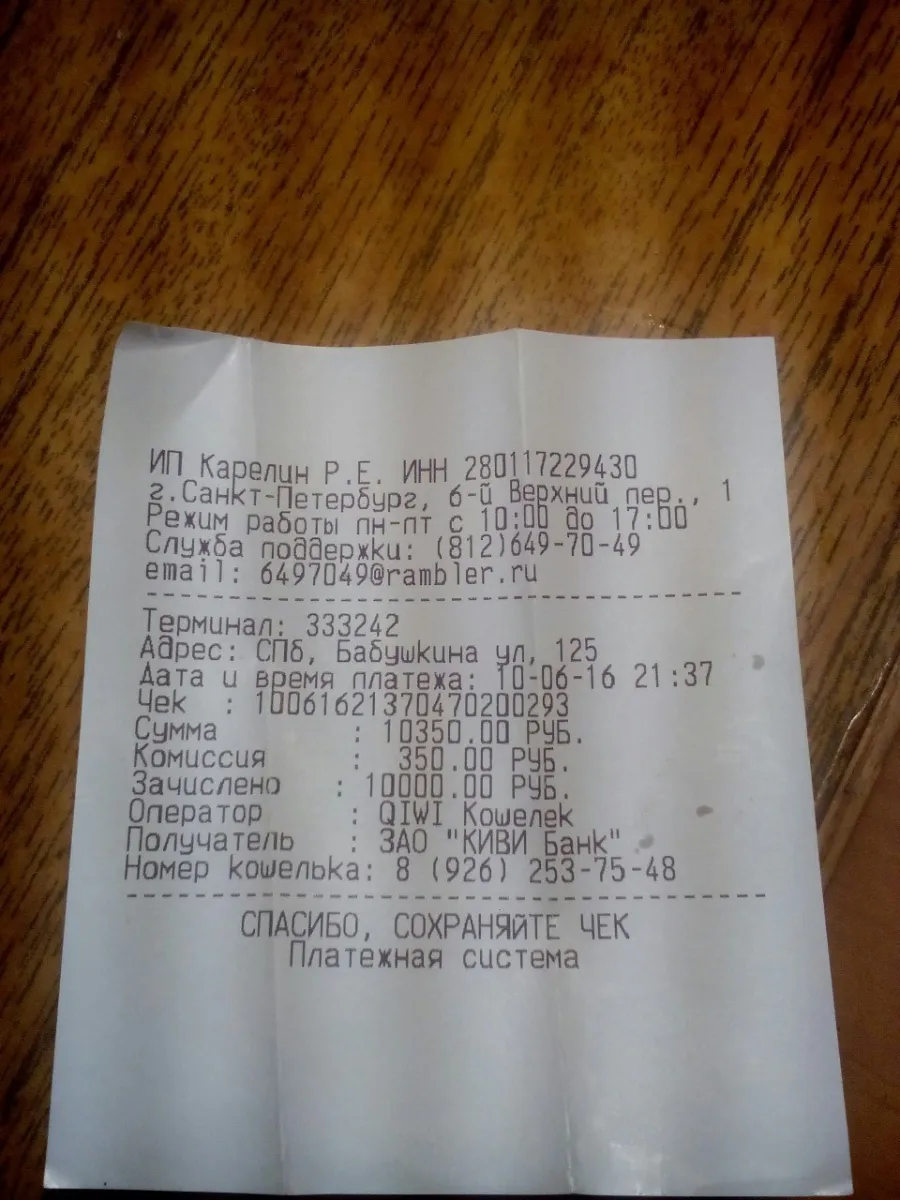 ИП Карелин Р.Е. ИНН 280117229430
г.Санкт-Петербург, 6-й Верхний пер., 1
Режим работы пн-пт с 10:00 до 17:00
Служба поддержки: (812)649-70-49
email: 6497049@rambler.ru
Терминал: 333242
Адрес: СПб, Бабушкина ул, 125
Дата и время платежа: 10-06-16 21:37
Чек : 10061621370470200293
Сумма : 10350.00 РУБ.
Комиссия : 350.00 РУБ.
Зачислено : 10000.00 РУБ.
Оператор : QIWI Кошелек
Получатель : ЗАО "КИВИ Банк"
Номер кошелька: 8 (926) 253-75-48
СПАСИБО, СОХРАНЯЙТЕ ЧЕК
Платежная система